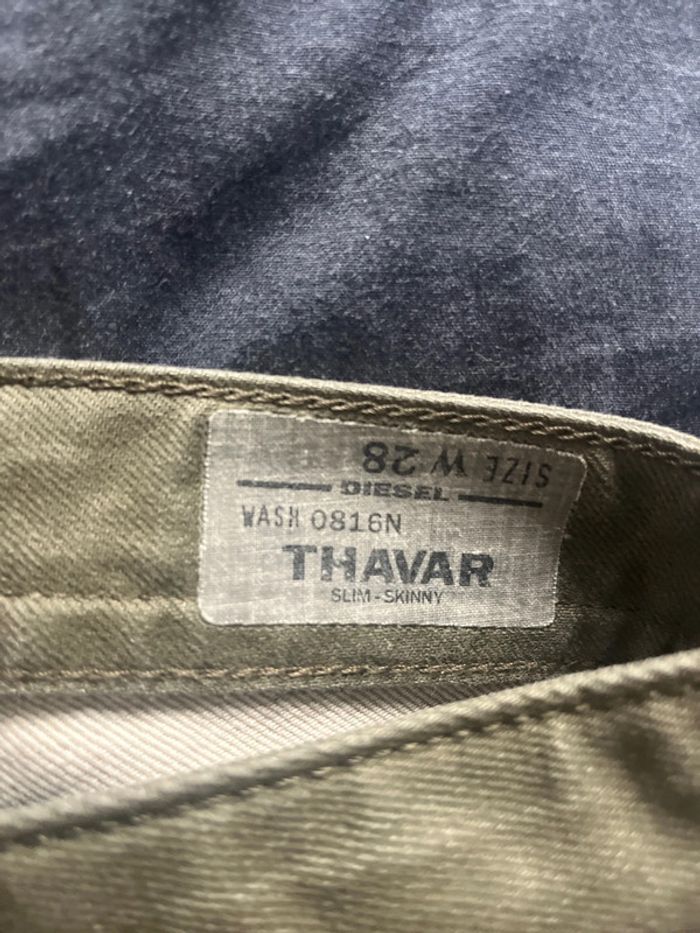 SIZE W 28
DIESEL
WASH 0816N
THAVAR
SLIM-SKINNY